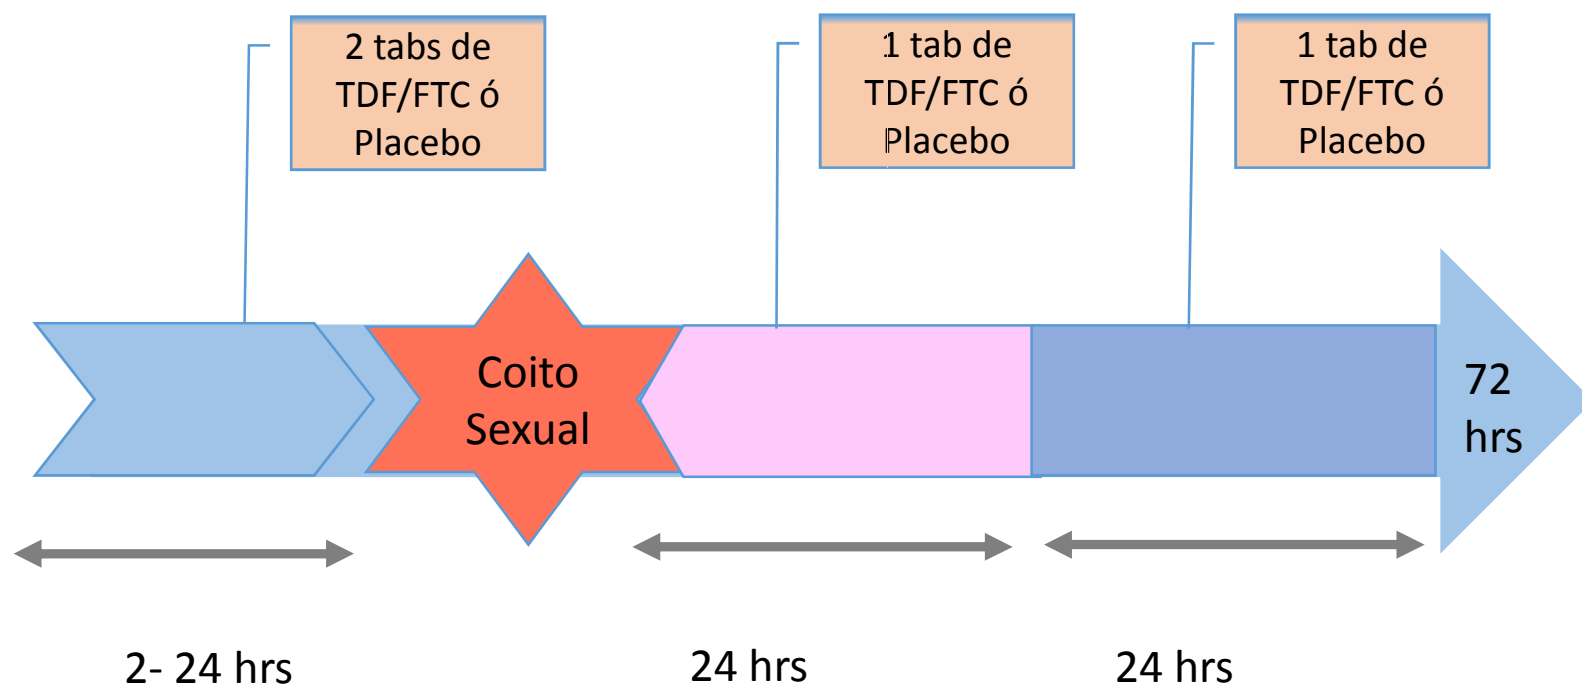 2 tabs de
TDF/FTC ó
Placebo
1 tab de
TDF/FTC ó
Placebo
1 tab de
TDF/FTC ó
Placebo
Coito
Sexual
72
hrs
2- 24 hrs
24 hrs
24 hrs